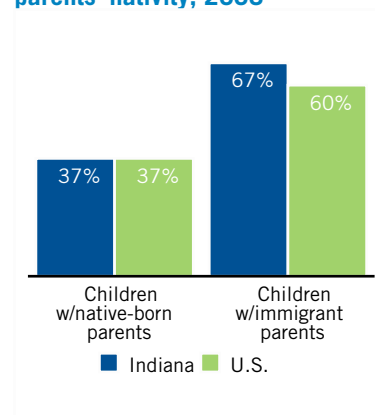 parents' nativity, 2008
67%
60%
37% 37%
Children
w/native-born
parents
Children
w/immigrant
parents
Indiana U.S.